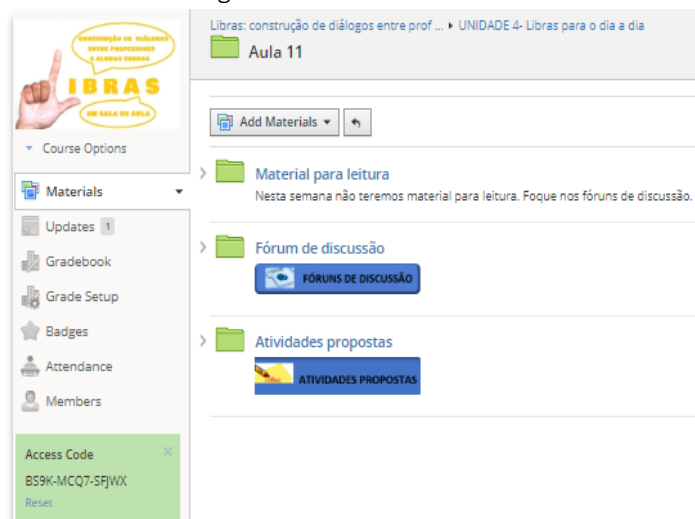 Libras: construção de diálogos entre prof ... ▸ UNIDADE 4- Libras para o dia a dia
Aula 11
CONSTRUÇÃO DE DIÁLOGOS
ENTRE PROFESSORES
E ALUNOS SURDOS
IBRAS
EM SALA DE AULA
Course Options
Materials
Updates 1
Gradebook
Grade Setup
Badges
Attendance
Members
Access Code
BS9K-MCQ7-SFJWX
Reset
Add Materials
Material para leitura
Nesta semana não teremos material para leitura. Foque nos fóruns de discussão.
Fórum de discussão
FÓRUNS DE DISCUSSÃO
Atividades propostas
ATIVIDADES PROPOSTAS